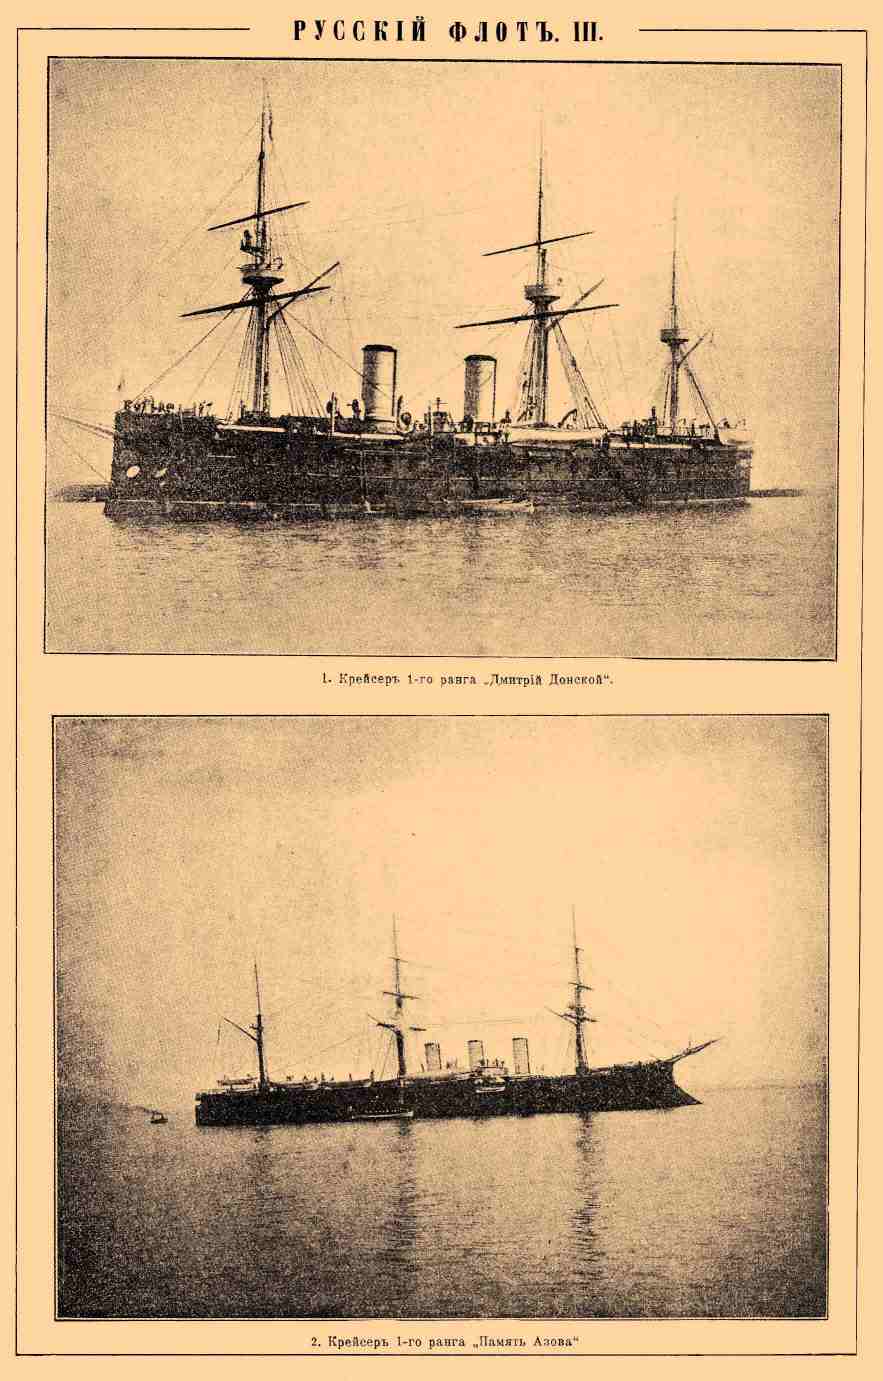 РУССКІЙ ФЛОТЪ. III.
1. Крейсеръ 1-го ранга „Дмитрій Донской“.
2. Крейсеръ 1-го ранга „Память Азова“